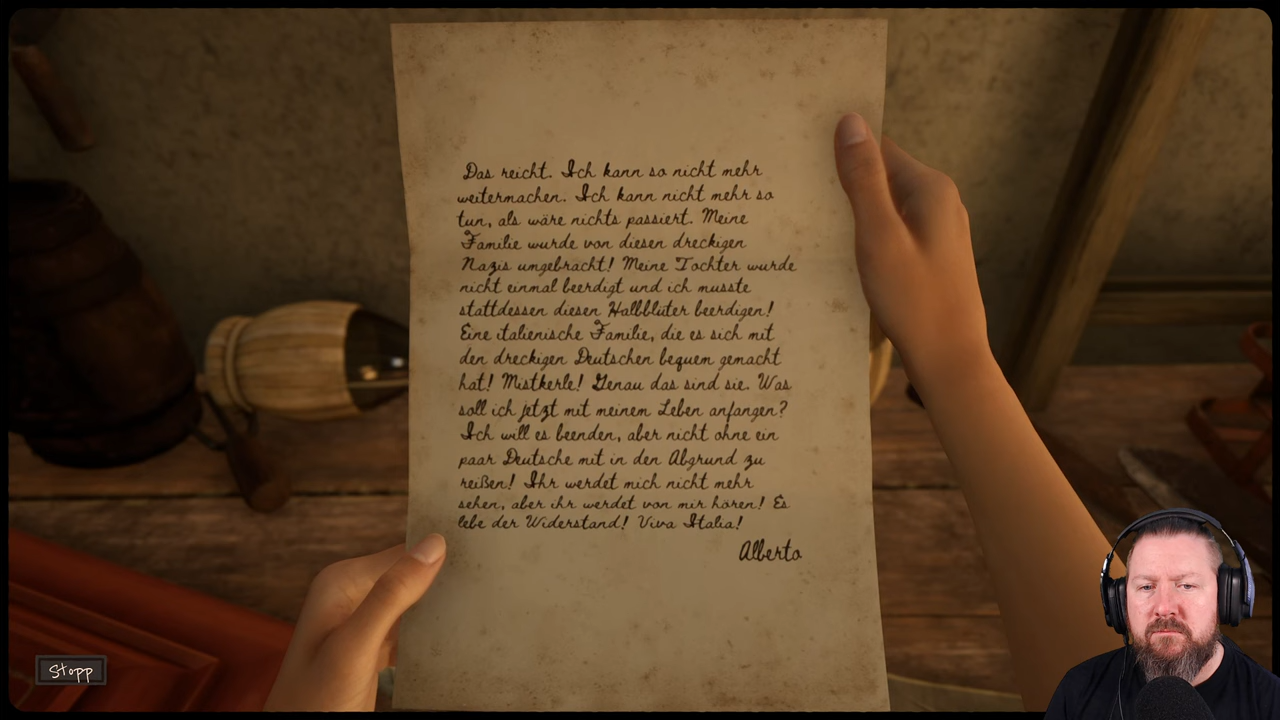 Das reicht. Ich kann so nicht mehr
weitermachen. Ich kann nicht mehr so
tun, als wäre nichts passiert. Meine
Familie wurde von diesen dreckigen
Nazis umgebracht! Meine Tochter wurde
nicht einmal beerdigt und ich musste
stattdessen diesen Halbblüter beerdigen!
Eine italienische Familie, die es sich mit
den dreckigen Deutschen bequem gemacht
hat! Mistkerle! Genau das sind sie. Was
soll ich jetzt mit meinem Leben anfangen?
Ich will es beenden, aber nicht ohne ein
paar Deutsche mit in den Abgrund zu
reißen! Ihr werdet mich nicht mehr
sehen, aber ihr werdet von mir hören! Es
lebe der Widerstand! Viva Italia!
Alberto
Stopp